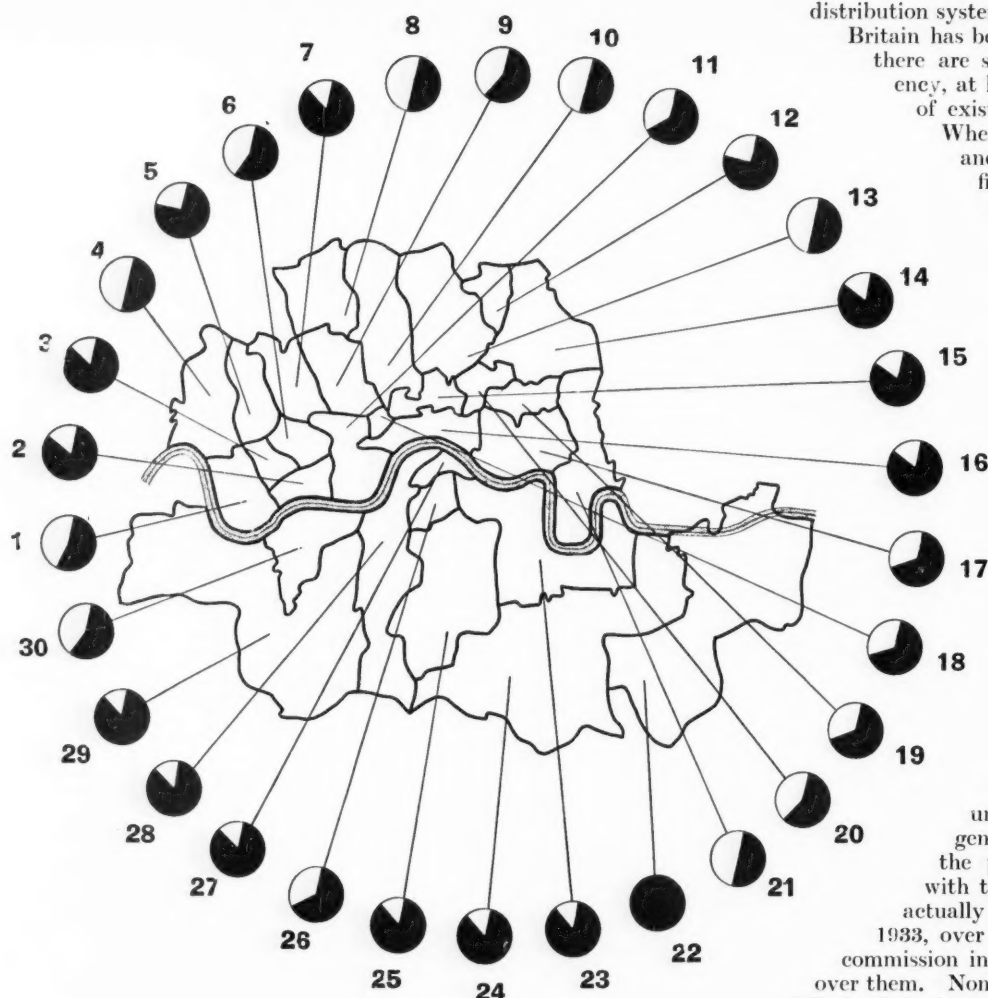 distribution syste
Britain has be
there are s
ency, at l
of exist
Whe
and
fi
1
2
3
4
5
6
7
8
9
10
11
12
13
14
15
16
17
18
19
20
21
22
23
24
25
26
27
28
29
30
un
gen
the
with t
actually
1933, over
commission in
over them. Non